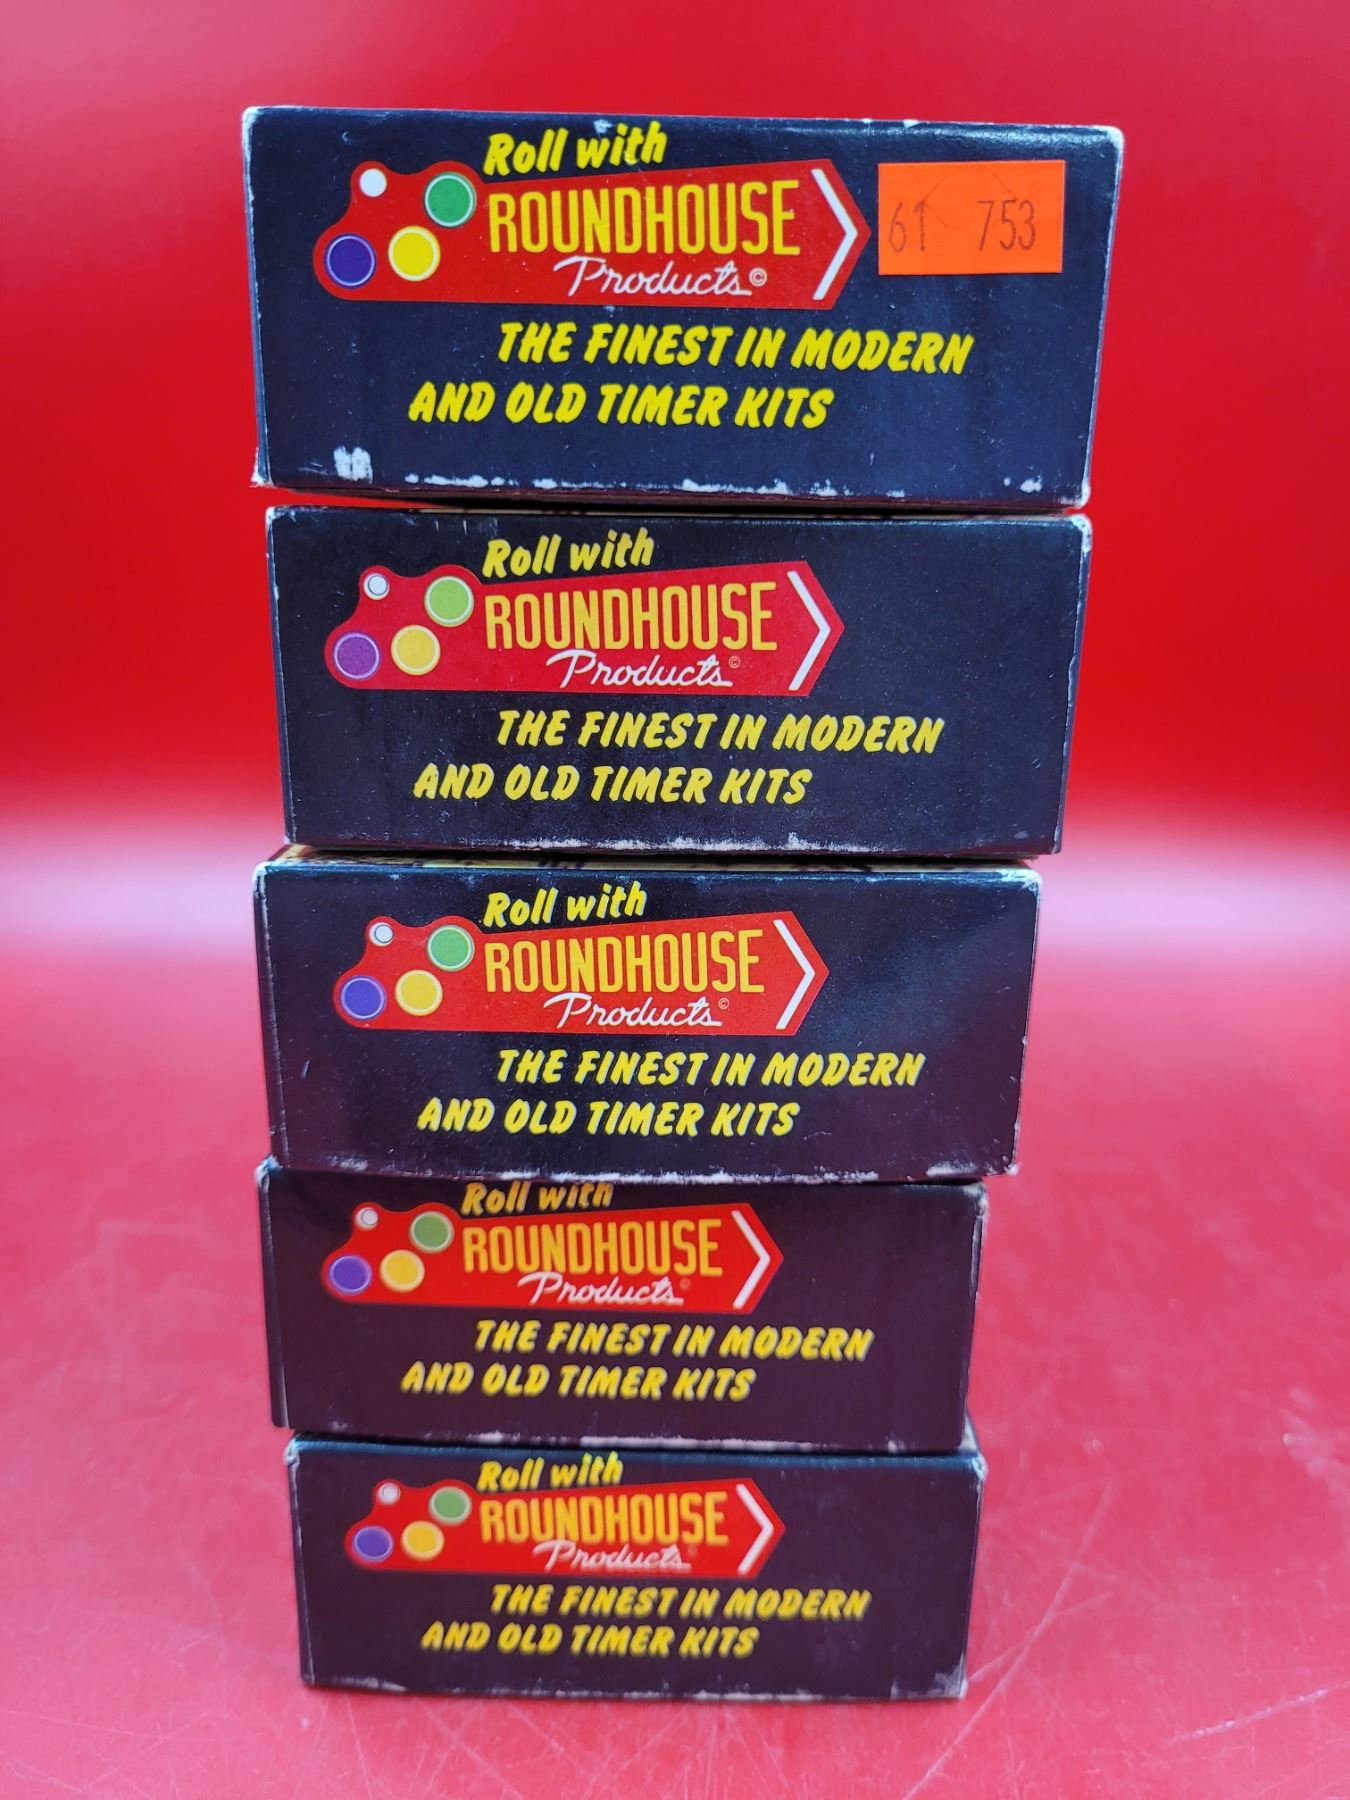 Roll with
ROUNDHOUSE
Products©
61 753
THE FINEST IN MODERN
AND OLD TIMER KITS
Roll with
ROUNDHOUSE
Products©
THE FINEST IN MODERN
AND OLD TIMER KITS
Roll with
ROUNDHOUSE
Products©
THE FINEST IN MODERN
AND OLD TIMER KITS
Roll with
ROUNDHOUSE
Products©
THE FINEST IN MODERN
AND OLD TIMER KITS
Roll with
ROUNDHOUSE
Products©
THE FINEST IN MODERN
AND OLD TIMER KITS